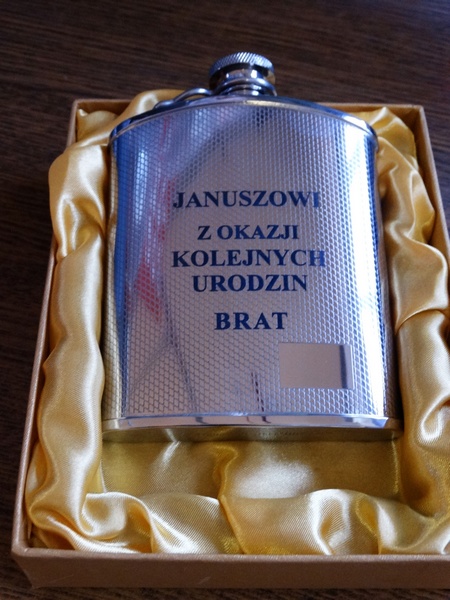 JANUSZOWI
Z OKAZJI
KOLEJNYCH
URODZIN
BRAT